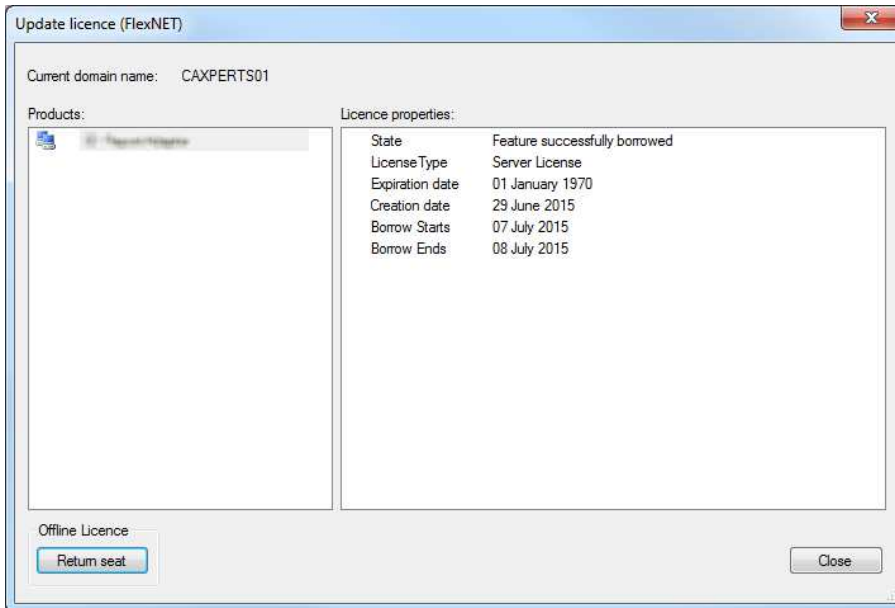 Update licence (FlexNET)
Current domain name: CAXPERTS01
Products:
Licence properties:
State Feature successfully borrowed
LicenseType Server License
Expiration date 01 January 1970
Creation date 29 June 2015
Borrow Starts 07 July 2015
Borrow Ends 08 July 2015
Offline Licence
Return seat
Close